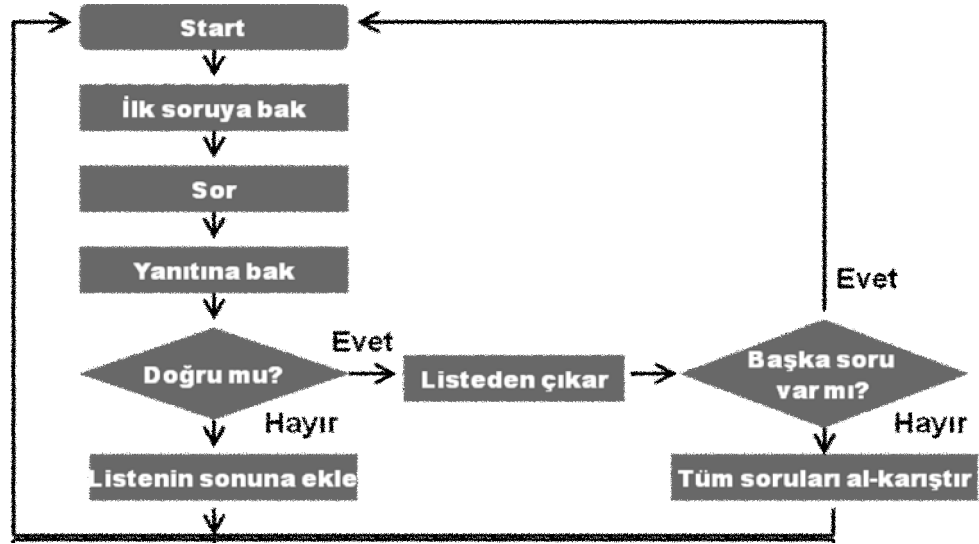 Start
İlk soruya bak
Sor
Yanıtına bak
Doğru mu?
Evet
Hayır
Listeden çıkar
Başka soru
var mı?
Evet
Hayır
Listenin sonuna ekle
Tüm soruları al-karıştır